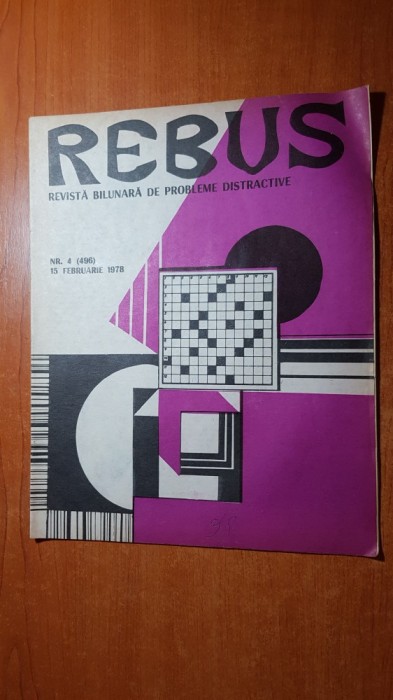 REBUS
REVISTĂ BILUNARĂ DE PROBLEME DISTRACTIVE
NR. 4 (496)
15 FEBRUARIE 1978